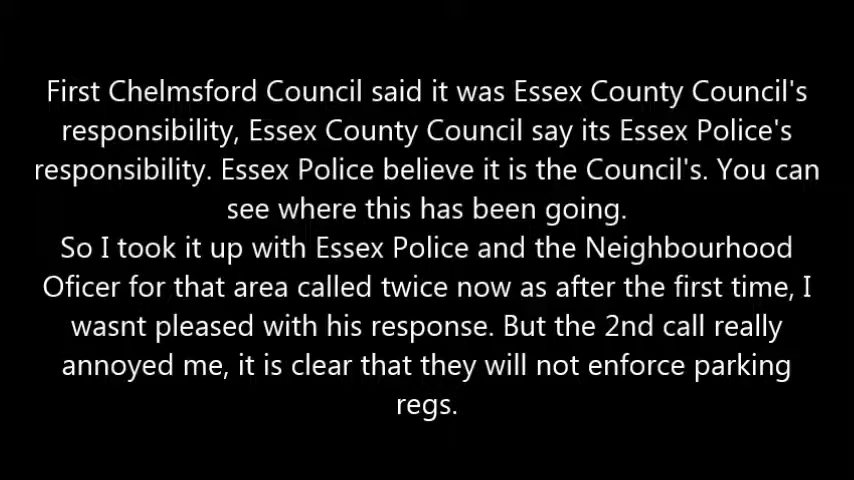 First Chelmsford Council said it was Essex County Council's
responsibility, Essex County Council say its Essex Police's
responsibility. Essex Police believe it is the Council's. You can
see where this has been going.
So I took it up with Essex Police and the Neighbourhood
Oficer for that area called twice now as after the first time, I
wasnt pleased with his response. But the 2nd call really
annoyed me, it is clear that they will not enforce parking
regs.